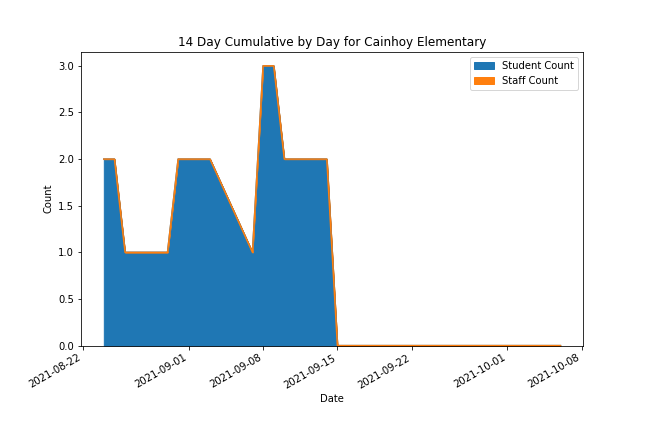 14 Day Cumulative by Day for Cainhoy Elementary
Student Count
Staff Count
3.0
2.5
2.0
1.5
1.0
0.5
0.0
Count
2021-08-22
2021-09-01
2021-09-08
2021-09-15
2021-09-22
2021-10-01
2021-10-08
Date